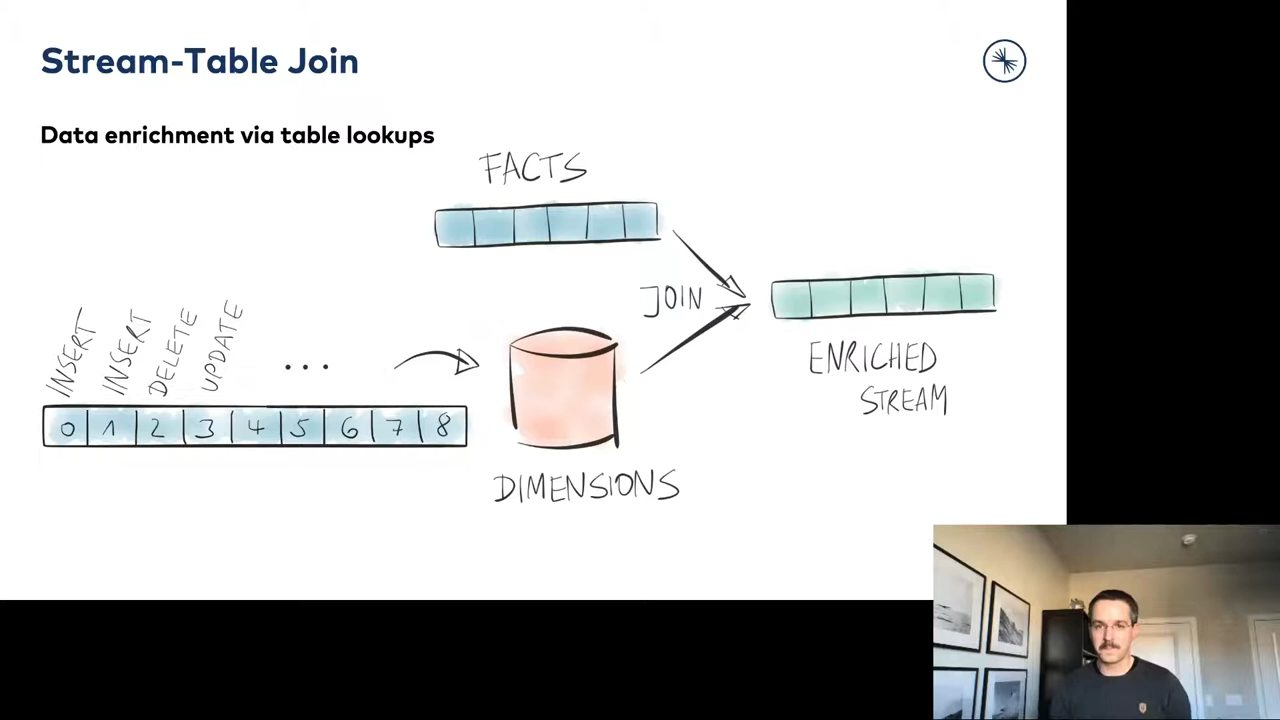 Stream-Table Join
Data enrichment via table lookups
FACTS
JOIN
ENRICHED
STREAM
INSERT
INSERT
DELETE
UPDATE
...
0 1 2 3 4 5 6 7 8
DIMENSIONS